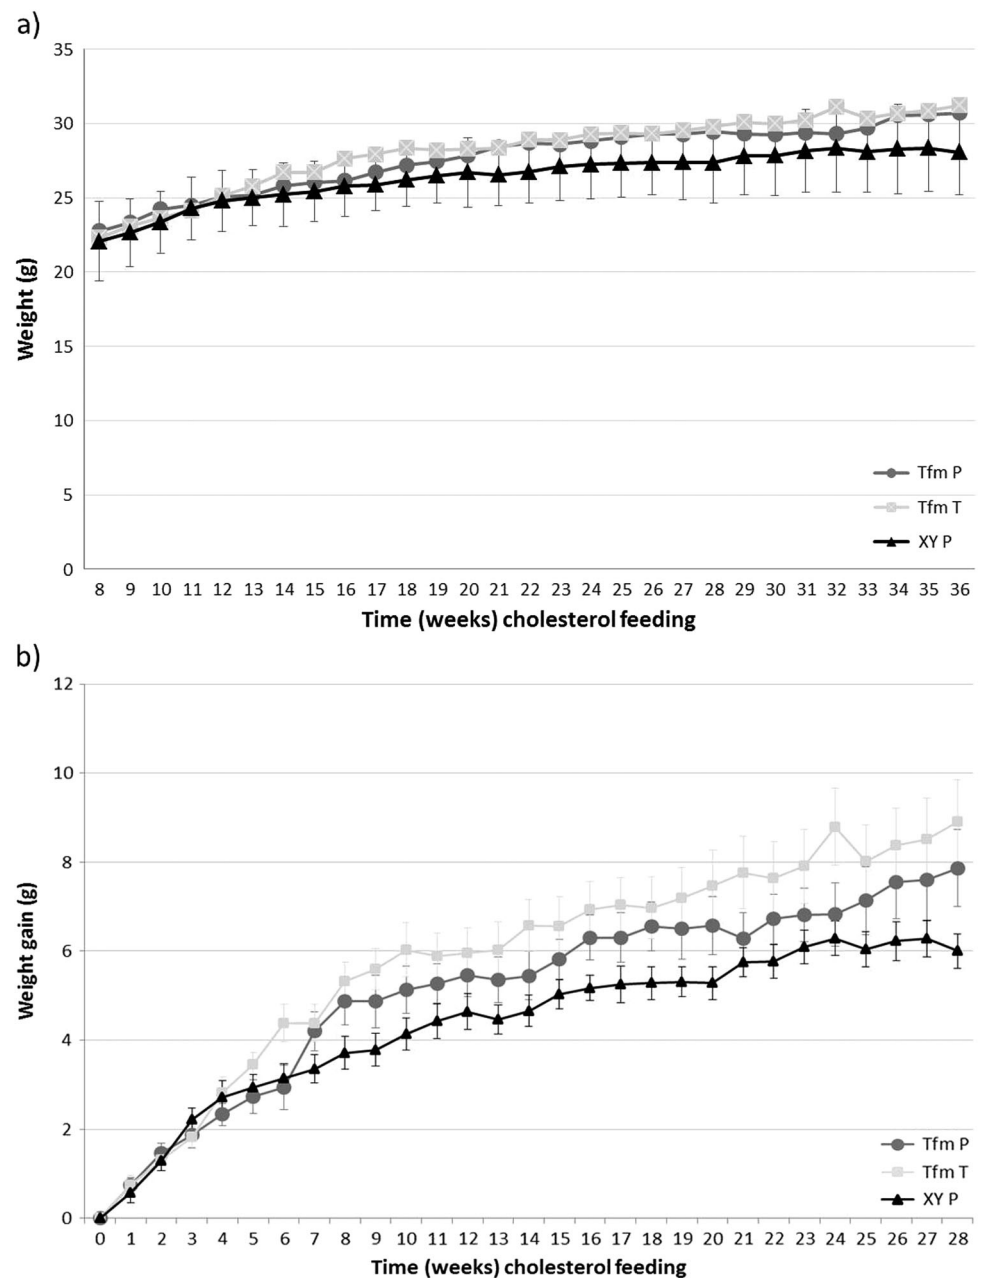 a)
35
30
25
20
15
10
5
0
Weight (g)
Tfm P
Tfm T
XY P
8 9 10 11 12 13 14 15 16 17 18 19 20 21 22 23 24 25 26 27 28 29 30 31 32 33 34 35 36
Time (weeks) cholesterol feeding
b)
12
10
8
6
4
2
0
Weight gain (g)
Tfm P
Tfm T
XY P
0 1 2 3 4 5 6 7 8 9 10 11 12 13 14 15 16 17 18 19 20 21 22 23 24 25 26 27 28
Time (weeks) cholesterol feeding